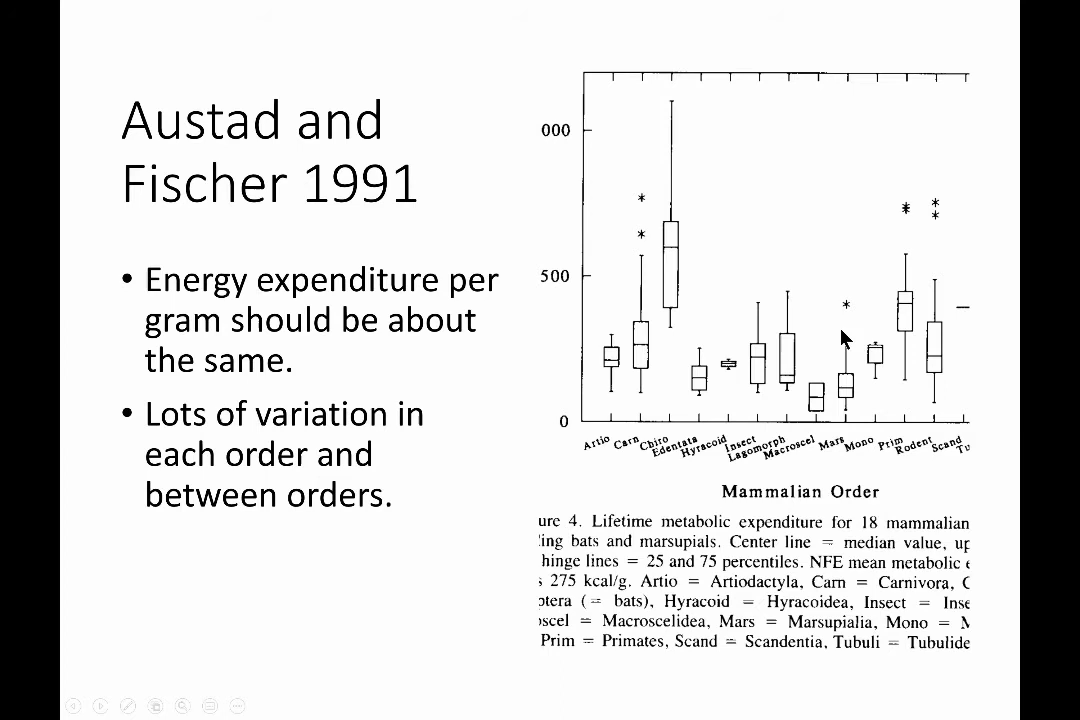 Austad and
Fischer 1991
• Energy expenditure per
gram should be about
the same.
• Lots of variation in
each order and
between orders.
000
500
0
Artio
Carn
Chiro
Edentata
Hyracoid
Insect
Lagomorph
Macroscel
Mars
Mono
Prim
Rodent
Scand
Tu
Mammalian Order
ure 4. Lifetime metabolic expenditure for 18 mammalian
ing bats and marsupials. Center line = median value, up
hinge lines = 25 and 75 percentiles. NFE mean metabolic
275 kcal/g. Artio = Artiodactyla, Carn = Carnivora, C
ptera (= bats), Hyracoid = Hyracoidea, Insect = Inse
oscel = Macroscelidea, Mars = Marsupialia, Mono = M
Prim = Primates, Scand = Scandentia, Tubuli = Tubulide